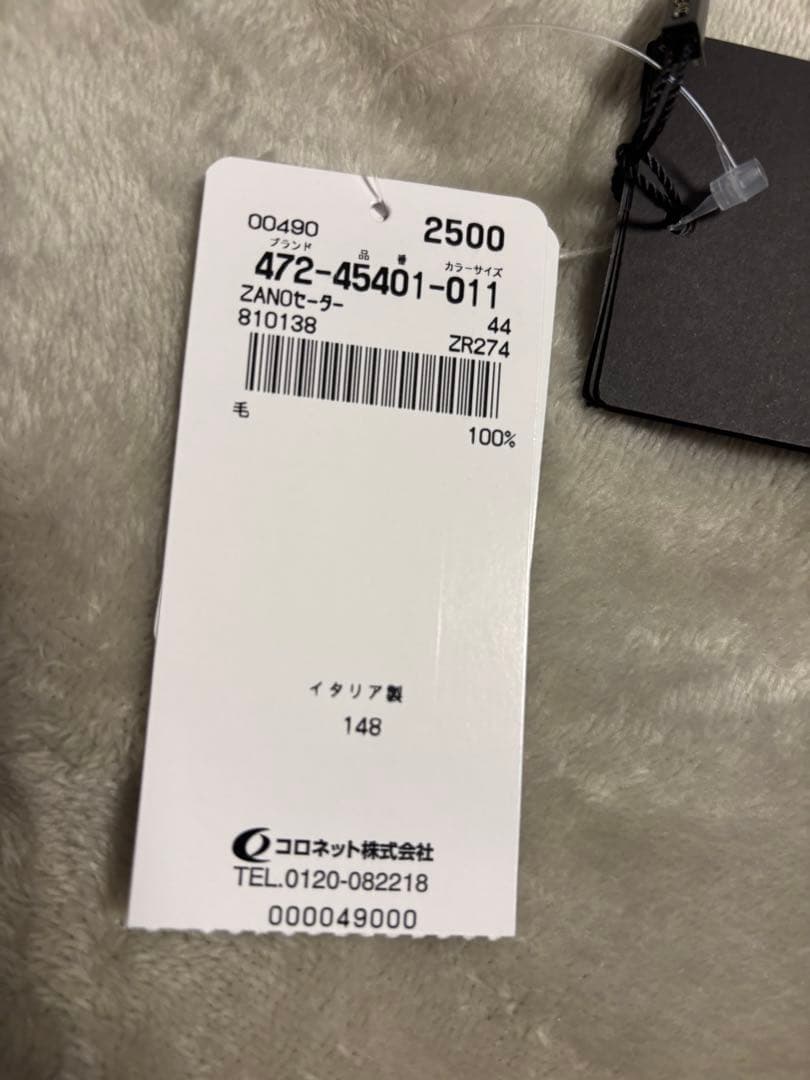 00490 2500
ブランド 品番 カラーサイズ
472-45401-011
ZANOセーター 44
810138 ZR274
毛
100%
イタリア製
148
コロネット株式会社
TEL.0120-082218
000049000